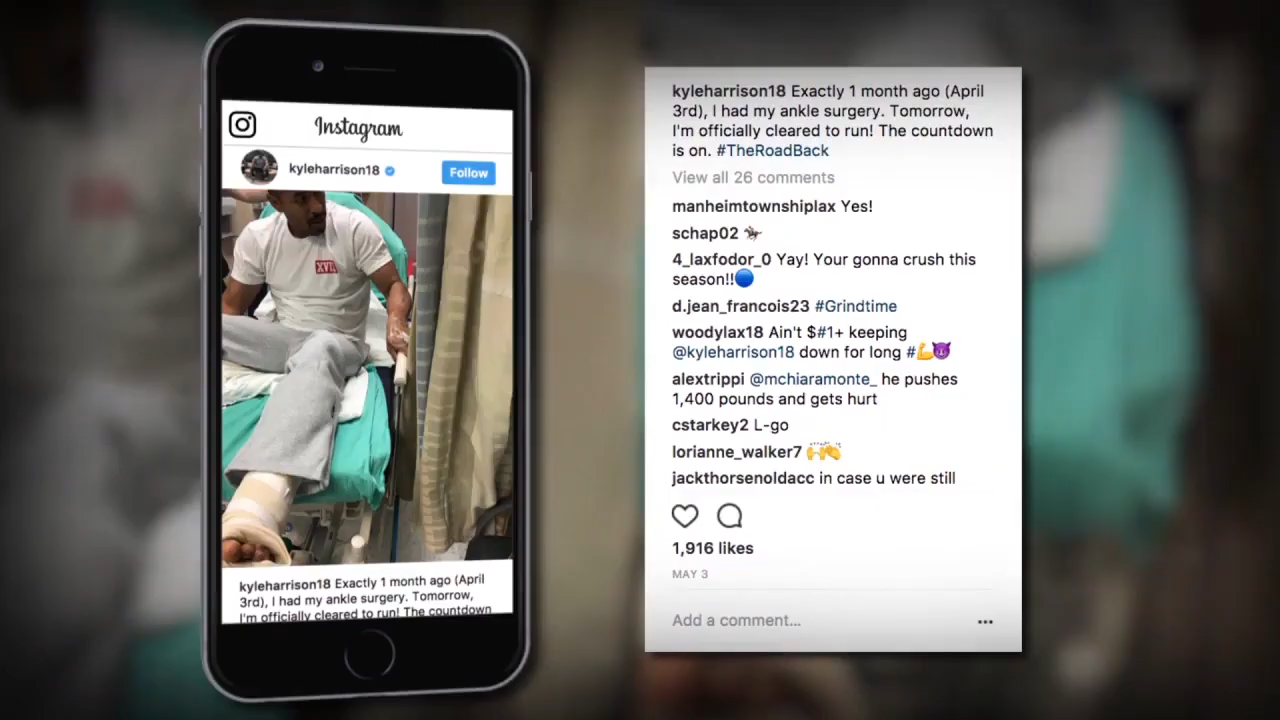 Instagram
kyleharrison18
Follow
XVII
kyleharrison18 Exactly 1 month ago (April
3rd), I had my ankle surgery. Tomorrow,
I'm officially cleared to run! The countdown
kyleharrison18 Exactly 1 month ago (April
3rd), I had my ankle surgery. Tomorrow,
I'm officially cleared to run! The countdown
is on. #TheRoadBack
View all 26 comments
manheimtownshiplax Yes!
schap02 🏇
4_laxfodor_0 Yay! Your gonna crush this
season!!🔵
d.jean_francois23 #Grindtime
woodylax18 Ain't $#1+ keeping
@kyleharrison18 down for long #💪😈
alextrippi @mchiaramonte_ he pushes
1,400 pounds and gets hurt
cstarkey2 L-go
lorianne_walker7 🙌👏
jackthorsenoldacc in case u were still
1,916 likes
MAY 3
Add a comment...